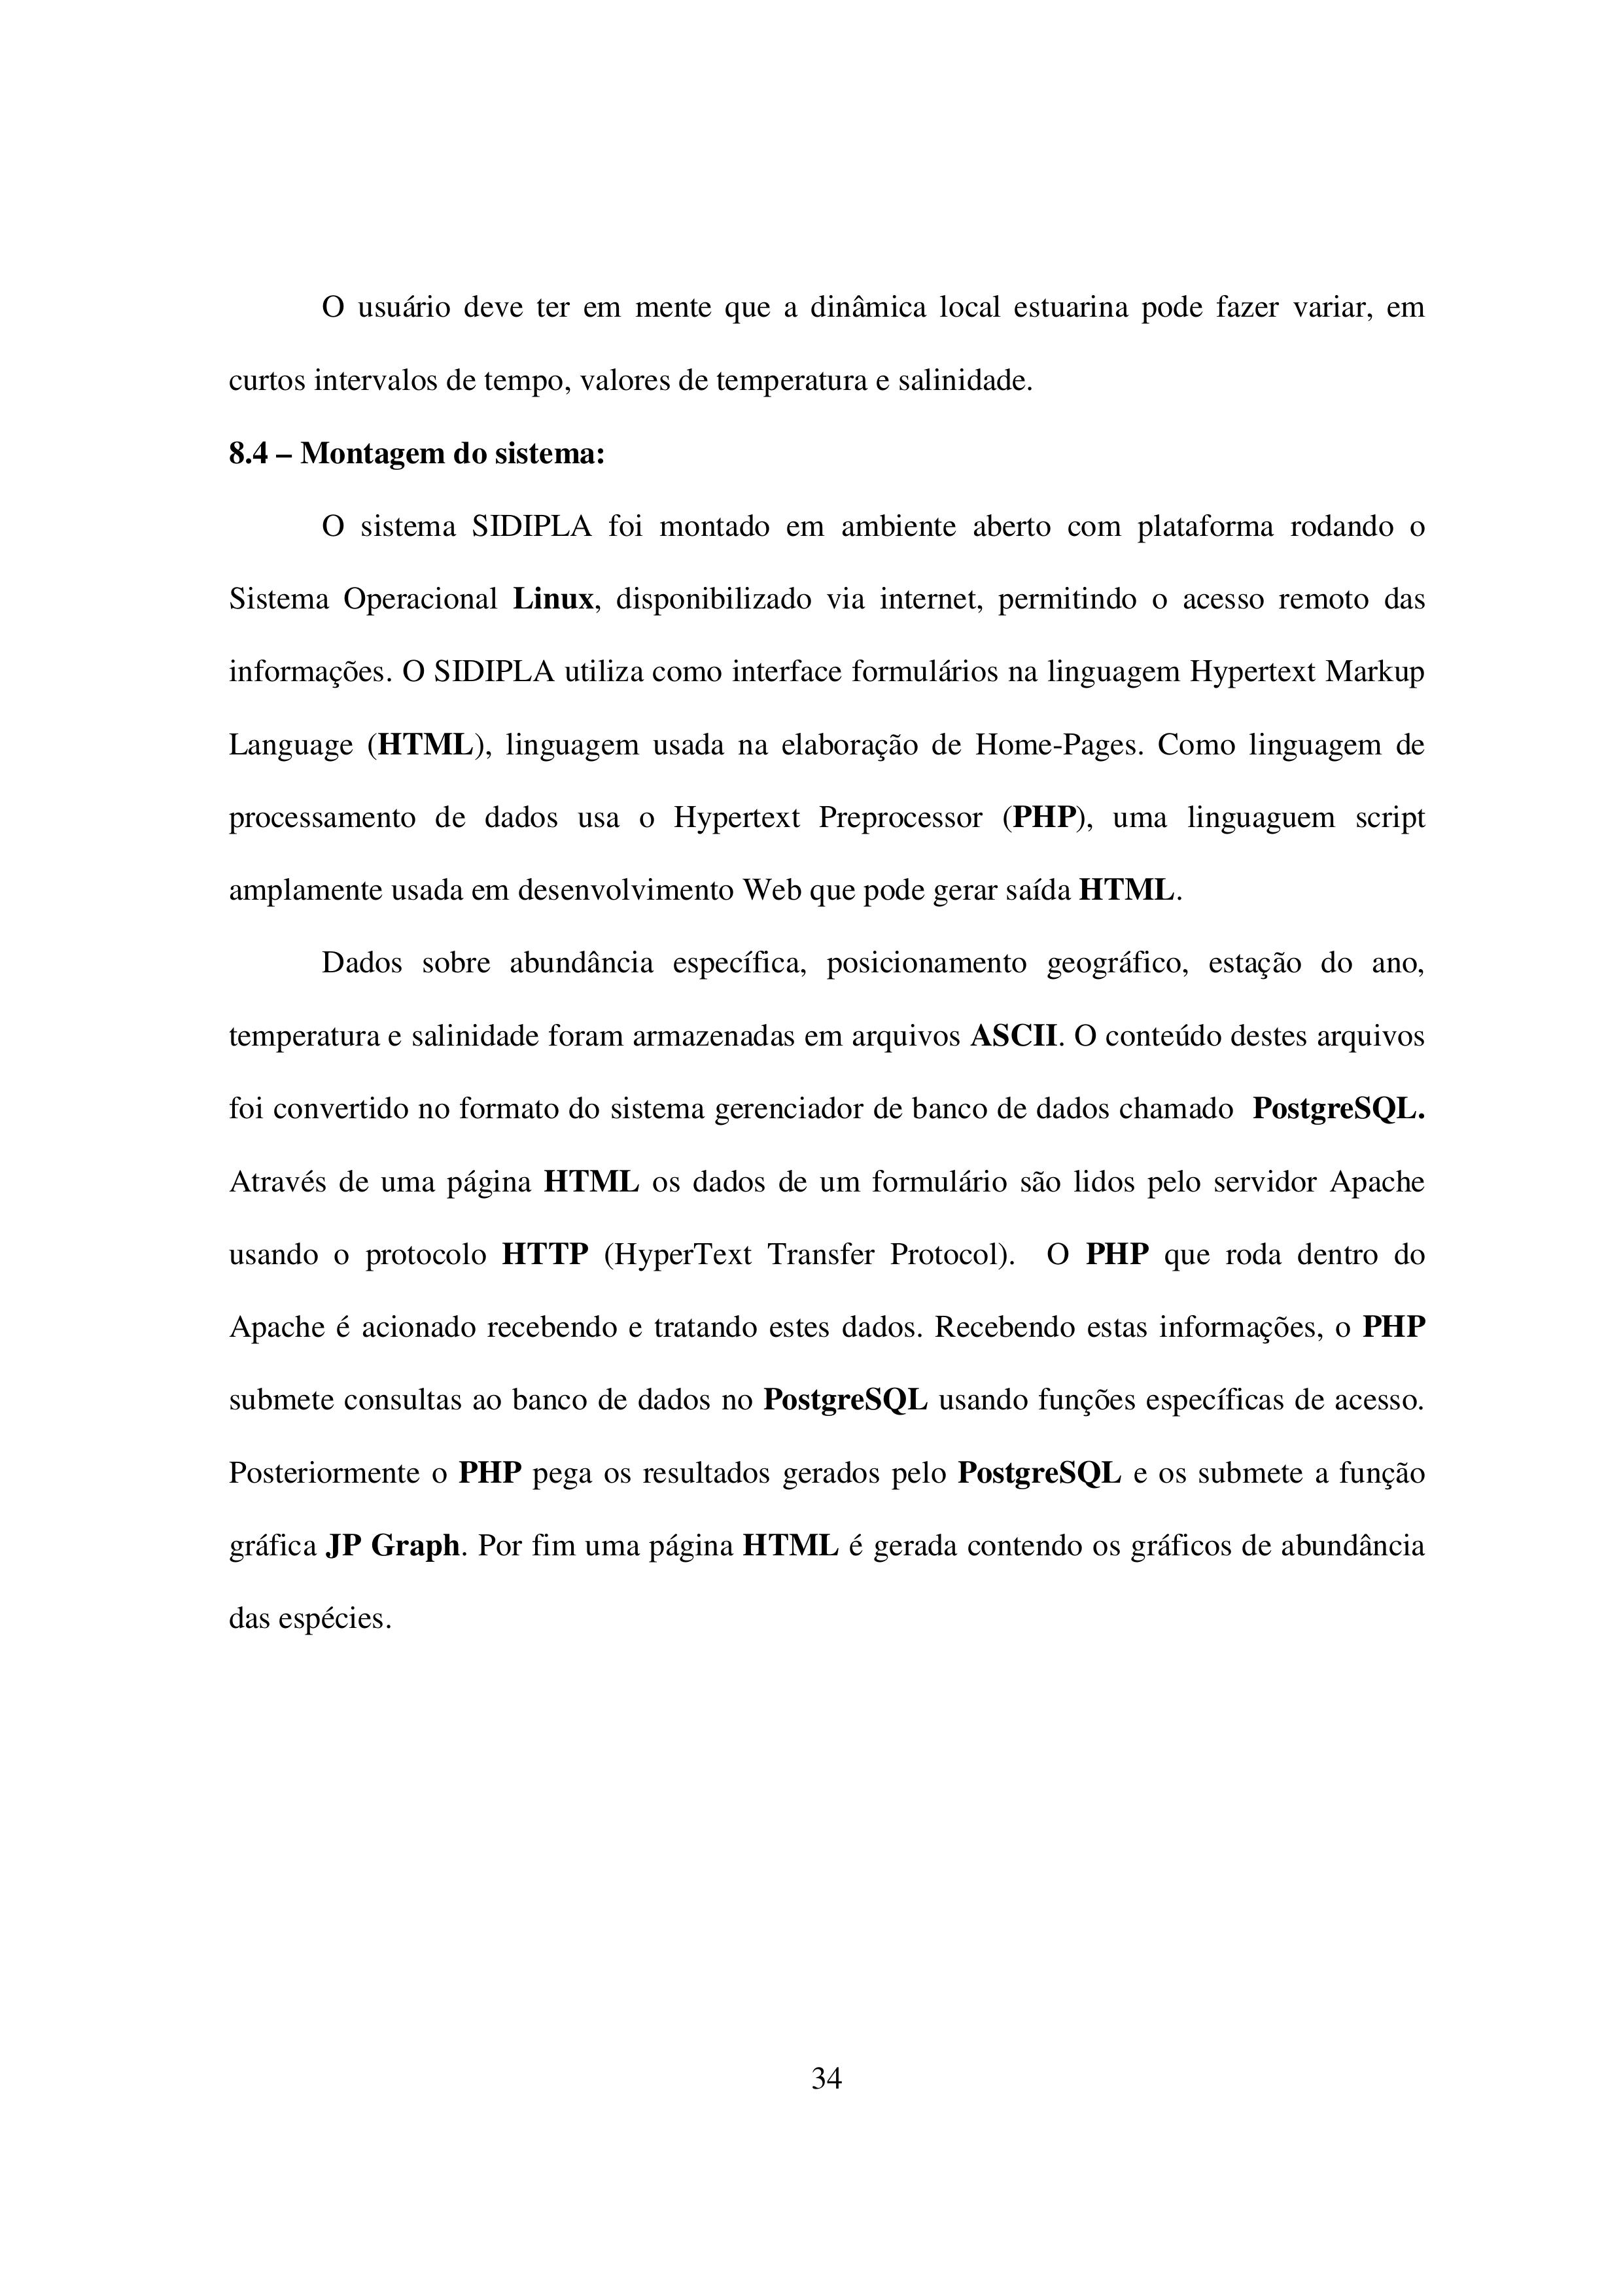 O usuário deve ter em mente que a dinâmica local estuarina pode fazer variar, em
curtos intervalos de tempo, valores de temperatura e salinidade.
8.4 – Montagem do sistema:
O sistema SIDIPLA foi montado em ambiente aberto com plataforma rodando o
Sistema Operacional Linux, disponibilizado via internet, permitindo o acesso remoto das
informações. O SIDIPLA utiliza como interface formulários na linguagem Hypertext Markup
Language (HTML), linguagem usada na elaboração de Home-Pages. Como linguagem de
processamento de dados usa o Hypertext Preprocessor (PHP), uma linguaguem script
amplamente usada em desenvolvimento Web que pode gerar saída HTML.
Dados sobre abundância específica, posicionamento geográfico, estação do ano,
temperatura e salinidade foram armazenadas em arquivos ASCII. O conteúdo destes arquivos
foi convertido no formato do sistema gerenciador de banco de dados chamado PostgreSQL.
Através de uma página HTML os dados de um formulário são lidos pelo servidor Apache
usando o protocolo HTTP (HyperText Transfer Protocol). O PHP que roda dentro do
Apache é acionado recebendo e tratando estes dados. Recebendo estas informações, o PHP
submete consultas ao banco de dados no PostgreSQL usando funções específicas de acesso.
Posteriormente o PHP pega os resultados gerados pelo PostgreSQL e os submete a função
gráfica JP Graph. Por fim uma página HTML é gerada contendo os gráficos de abundância
das espécies.
34